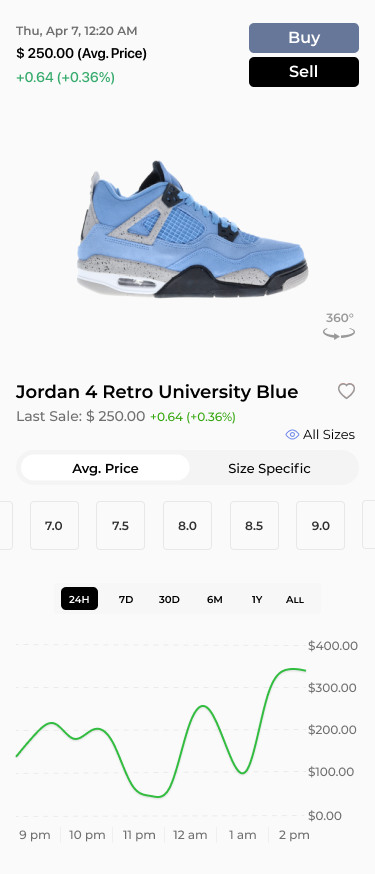 Thu, Apr 7, 12:20 AM
$ 250.00 (Avg. Price)
+0.64 (+0.36%)
Buy
Sell
360°
Jordan 4 Retro University Blue
Last Sale: $ 250.00 +0.64 (+0.36%)
All Sizes
Avg. Price Size Specific
7.0 7.5 8.0 8.5 9.0
24H 7D 30D 6M 1Y ALL
$400.00
$300.00
$200.00
$100.00
$0.00
9 pm 10 pm 11 pm 12 am 1 am 2 pm